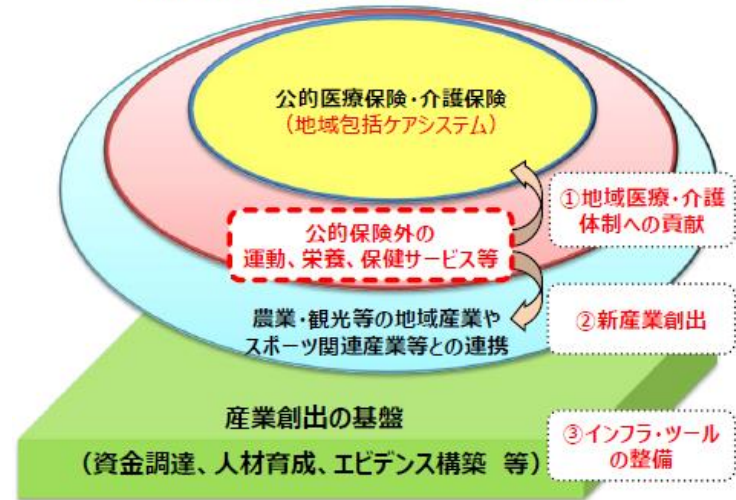 公的医療保険・介護保険
（地域包括ケアシステム）
①地域医療・介護
体制への貢献
公的保険外の
運動、栄養、保健サービス等
農業・観光等の地域産業や
スポーツ関連産業等との連携
②新産業創出
産業創出の基盤
（資金調達、人材育成、エビデンス構築 等）
③インフラ・ツール
の整備